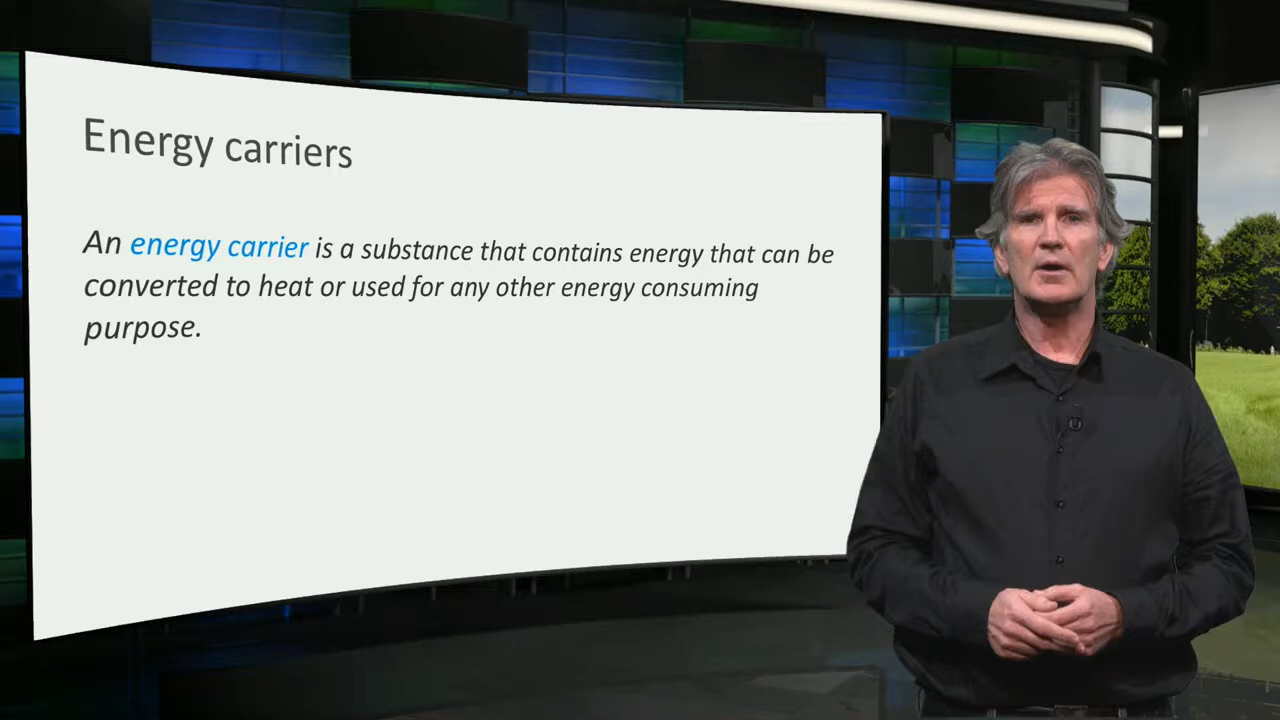 Energy carriers
An energy carrier is a substance that contains energy that can be
converted to heat or used for any other energy consuming
purpose.